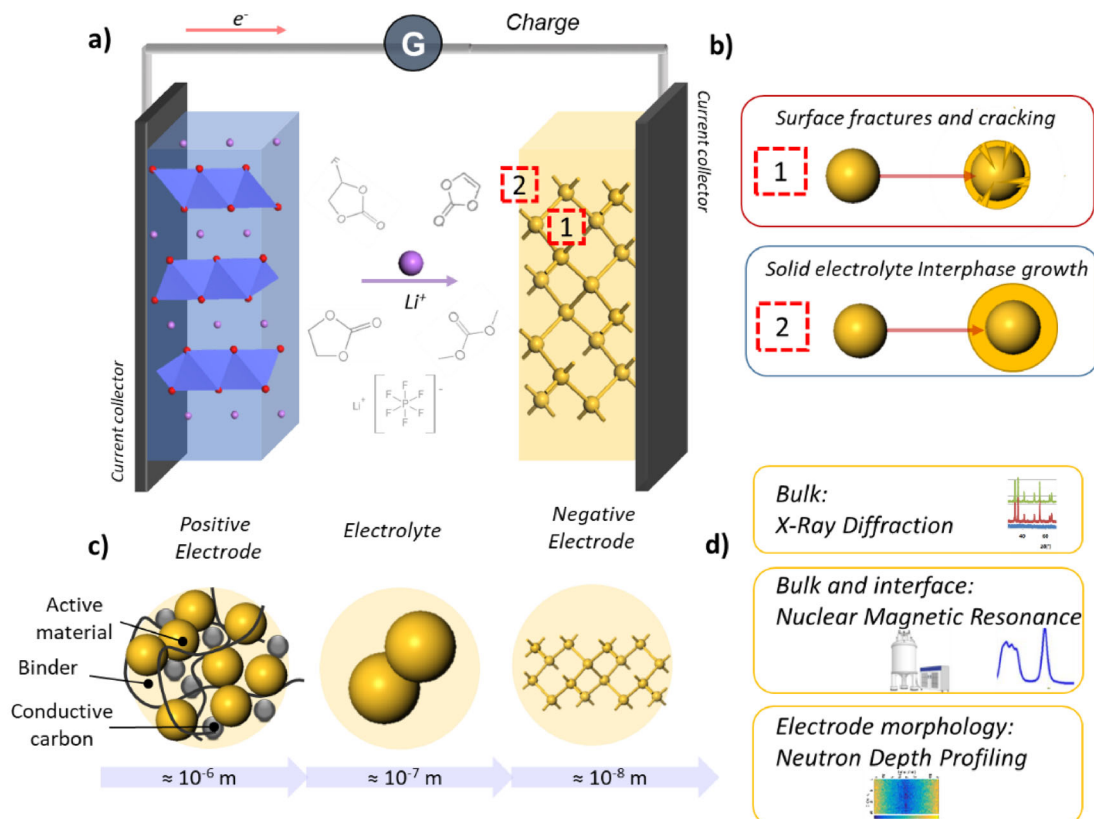 a)
e-
G
Charge
Current collector
Current collector
2
1
Li+
F
O
O
O
O
O
O
O
O
O
O
O
O
Li+
F
F
F
P
F
F
F
-
Positive
Electrode
Electrolyte
Negative
Electrode
b)
Surface fractures and cracking
1
Solid electrolyte Interphase growth
2
c)
Active
material
Binder
Conductive
carbon
≈ 10-6 m
≈ 10-7 m
≈ 10-8 m
d)
Bulk:
X-Ray Diffraction
40
60
Bulk and interface:
Nuclear Magnetic Resonance
Electrode morphology:
Neutron Depth Profiling